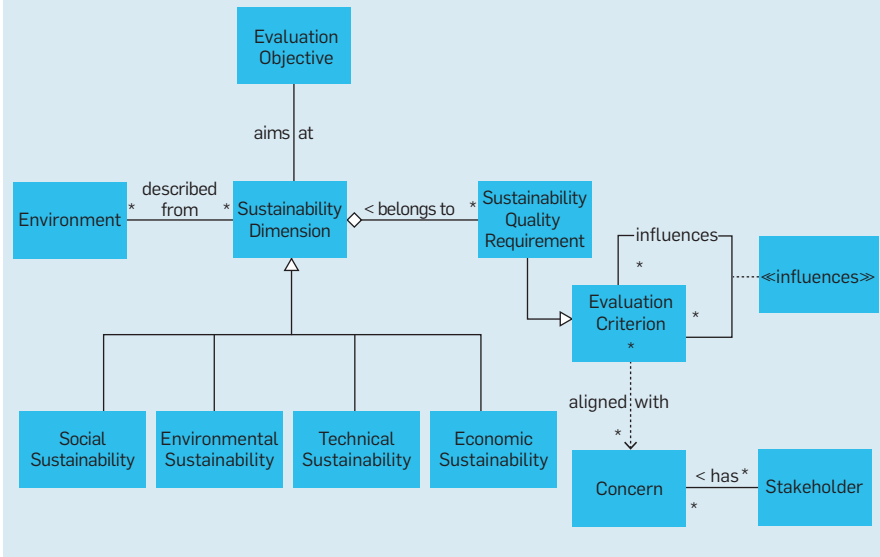 Evaluation
Objective
aims at
Environment
*
described
from
*
Sustainability
Dimension
< belongs to
*
Sustainability
Quality
Requirement
influences
*
*
«influences»
Evaluation
Criterion
*
Social
Sustainability
Environmental
Sustainability
Technical
Sustainability
Economic
Sustainability
aligned with
*
Concern
< has *
*
Stakeholder